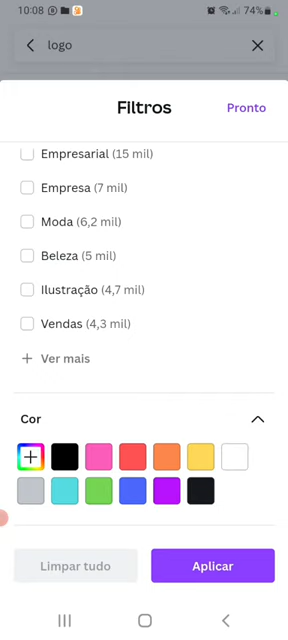 10:08 74%
logo
Filtros Pronto
Empresarial (15 mil)
Empresa (7 mil)
Moda (6,2 mil)
Beleza (5 mil)
Ilustração (4,7 mil)
Vendas (4,3 mil)
+ Ver mais
Cor
Limpar tudo Aplicar